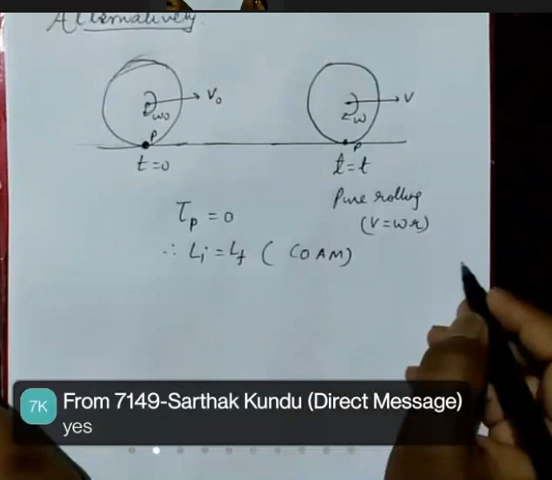 Alternatively
V₀
ω₀
V
ω
P
P
t=0
t=t
Pure rolling
(V=ωr)
τₚ = 0
∴ Lᵢ = L_f ( COAM)
7K
From 7149-Sarthak Kundu (Direct Message)
yes